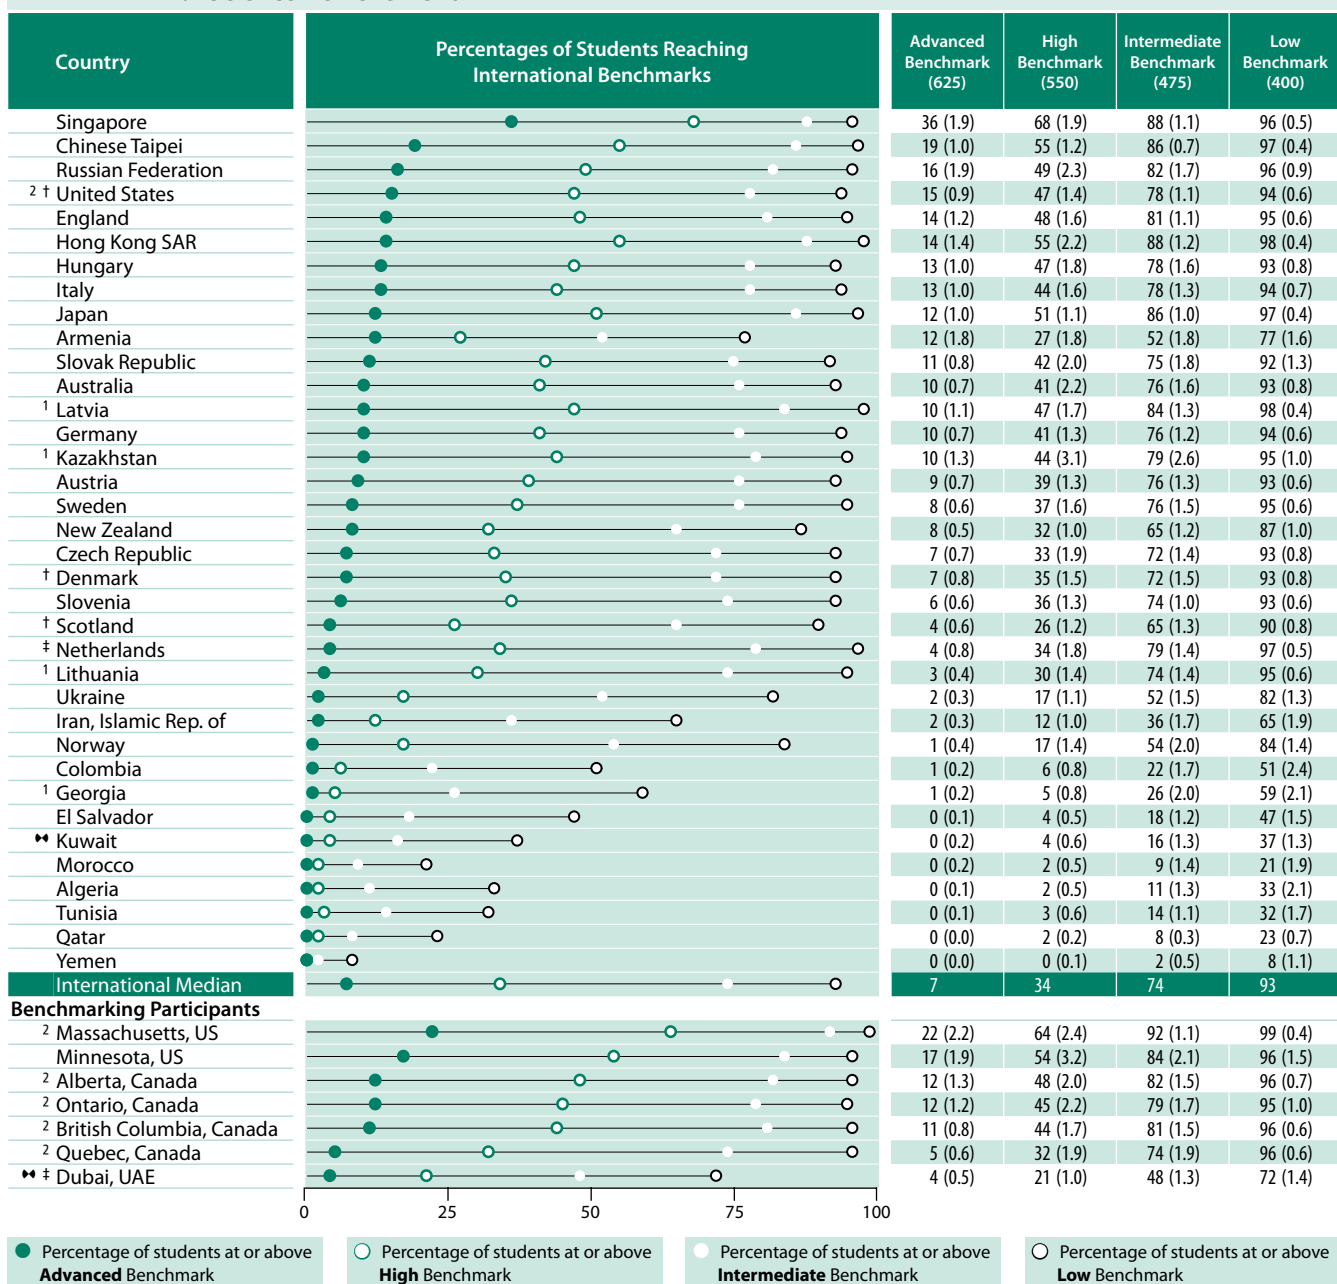 Country
Percentages of Students Reaching
International Benchmarks
Advanced
Benchmark
(625)
High
Benchmark
(550)
Intermediate
Benchmark
(475)
Low
Benchmark
(400)
Singapore 36 (1.9) 68 (1.9) 88 (1.1) 96 (0.5)
Chinese Taipei 19 (1.0) 55 (1.2) 86 (0.7) 97 (0.4)
Russian Federation 16 (1.9) 49 (2.3) 82 (1.7) 96 (0.9)
2 † United States 15 (0.9) 47 (1.4) 78 (1.1) 94 (0.6)
England 14 (1.2) 48 (1.6) 81 (1.1) 95 (0.6)
Hong Kong SAR 14 (1.4) 55 (2.2) 88 (1.2) 98 (0.4)
Hungary 13 (1.0) 47 (1.8) 78 (1.6) 93 (0.8)
Italy 13 (1.0) 44 (1.6) 78 (1.3) 94 (0.7)
Japan 12 (1.0) 51 (1.1) 86 (1.0) 97 (0.4)
Armenia 12 (1.8) 27 (1.8) 52 (1.8) 77 (1.6)
Slovak Republic 11 (0.8) 42 (2.0) 75 (1.8) 92 (1.3)
Australia 10 (0.7) 41 (2.2) 76 (1.6) 93 (0.8)
1 Latvia 10 (1.1) 47 (1.7) 84 (1.3) 98 (0.4)
Germany 10 (0.7) 41 (1.3) 76 (1.2) 94 (0.6)
1 Kazakhstan 10 (1.3) 44 (3.1) 79 (2.6) 95 (1.0)
Austria 9 (0.7) 39 (1.3) 76 (1.3) 93 (0.6)
Sweden 8 (0.6) 37 (1.6) 76 (1.5) 95 (0.6)
New Zealand 8 (0.5) 32 (1.0) 65 (1.2) 87 (1.0)
Czech Republic 7 (0.7) 33 (1.9) 72 (1.4) 93 (0.8)
† Denmark 7 (0.8) 35 (1.5) 72 (1.5) 93 (0.8)
Slovenia 6 (0.6) 36 (1.3) 74 (1.0) 93 (0.6)
† Scotland 4 (0.6) 26 (1.2) 65 (1.3) 90 (0.8)
‡ Netherlands 4 (0.8) 34 (1.8) 79 (1.4) 97 (0.5)
1 Lithuania 3 (0.4) 30 (1.4) 74 (1.4) 95 (0.6)
Ukraine 2 (0.3) 17 (1.1) 52 (1.5) 82 (1.3)
Iran, Islamic Rep. of 2 (0.3) 12 (1.0) 36 (1.7) 65 (1.9)
Norway 1 (0.4) 17 (1.4) 54 (2.0) 84 (1.4)
Colombia 1 (0.2) 6 (0.8) 22 (1.7) 51 (2.4)
1 Georgia 1 (0.2) 5 (0.8) 26 (2.0) 59 (2.1)
El Salvador 0 (0.1) 4 (0.5) 18 (1.2) 47 (1.5)
Kuwait 0 (0.2) 4 (0.6) 16 (1.3) 37 (1.3)
Morocco 0 (0.2) 2 (0.5) 9 (1.4) 21 (1.9)
Algeria 0 (0.1) 2 (0.5) 11 (1.3) 33 (2.1)
Tunisia 0 (0.1) 3 (0.6) 14 (1.1) 32 (1.7)
Qatar 0 (0.0) 2 (0.2) 8 (0.3) 23 (0.7)
Yemen 0 (0.0) 0 (0.1) 2 (0.5) 8 (1.1)
International Median 7 34 74 93
Benchmarking Participants
2 Massachusetts, US 22 (2.2) 64 (2.4) 92 (1.1) 99 (0.4)
Minnesota, US 17 (1.9) 54 (3.2) 84 (2.1) 96 (1.5)
2 Alberta, Canada 12 (1.3) 48 (2.0) 82 (1.5) 96 (0.7)
2 Ontario, Canada 12 (1.2) 45 (2.2) 79 (1.7) 95 (1.0)
2 British Columbia, Canada 11 (0.8) 44 (1.7) 81 (1.5) 96 (0.6)
2 Quebec, Canada 5 (0.6) 32 (1.9) 74 (1.9) 96 (0.6)
‡ Dubai, UAE 4 (0.5) 21 (1.0) 48 (1.3) 72 (1.4)
0 25 50 75 100
Percentage of students at or above
Advanced Benchmark
Percentage of students at or above
High Benchmark
Percentage of students at or above
Intermediate Benchmark
Percentage of students at or above
Low Benchmark